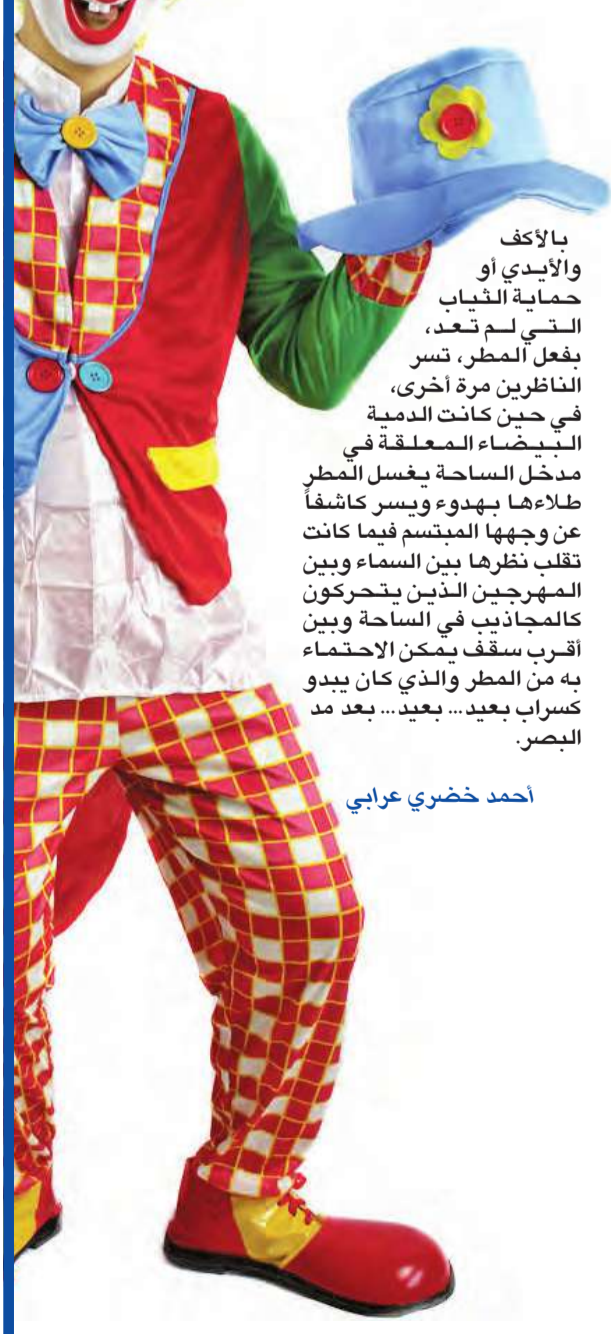 بالأكف
والأيدي أو
حماية الثياب
التي لم تعد،
بفعل المطر، تسر
الناظرين مرة أخرى،
في حين كانت الدمية
البيضاء المعلقة في
مدخل الساحة يغسل المطر
طلاءها بهدوء ويسر كاشفاً
عن وجهها المبتسم فيما كانت
تقلب نظرها بين السماء وبين
المهرجين الذين يتحركون
كالمجاذيب في الساحة وبين
أقرب سقف يمكن الاحتماء
به من المطر والذي كان يبدو
كسراب بعيد... بعيد... بعد مد
البصر.
أحمد خضري عرابي